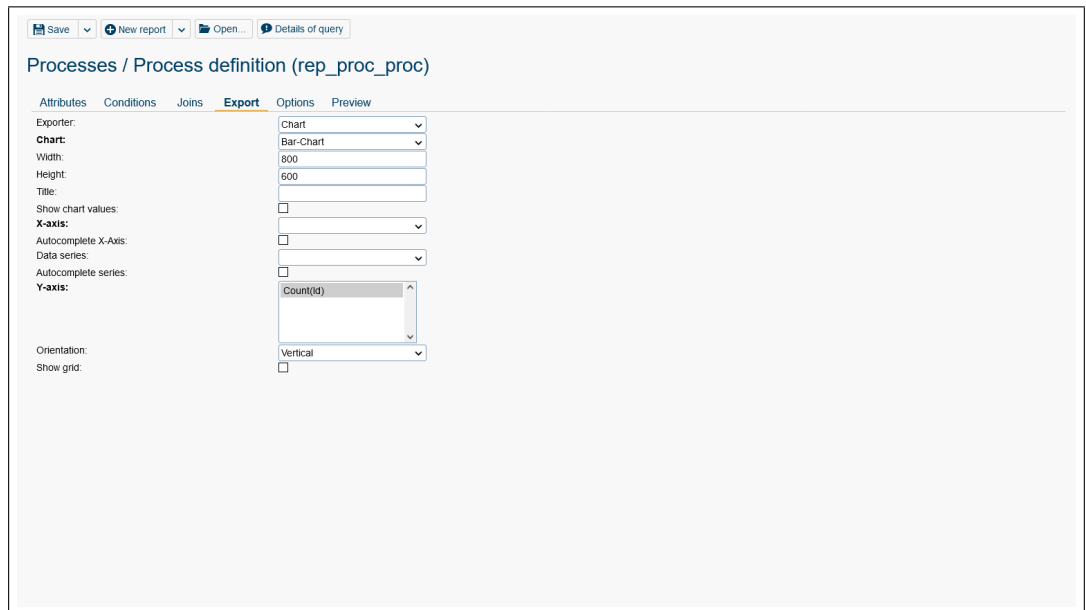 Save New report Open... Details of query
Processes / Process definition (rep_proc_proc)
Attributes Conditions Joins Export Options Preview
Exporter: Chart
Chart: Bar-Chart
Width: 800
Height: 600
Title:
Show chart values:
X-axis:
Autocomplete X-Axis:
Data series:
Autocomplete series:
Y-axis: Count(Id)
Orientation: Vertical
Show grid: